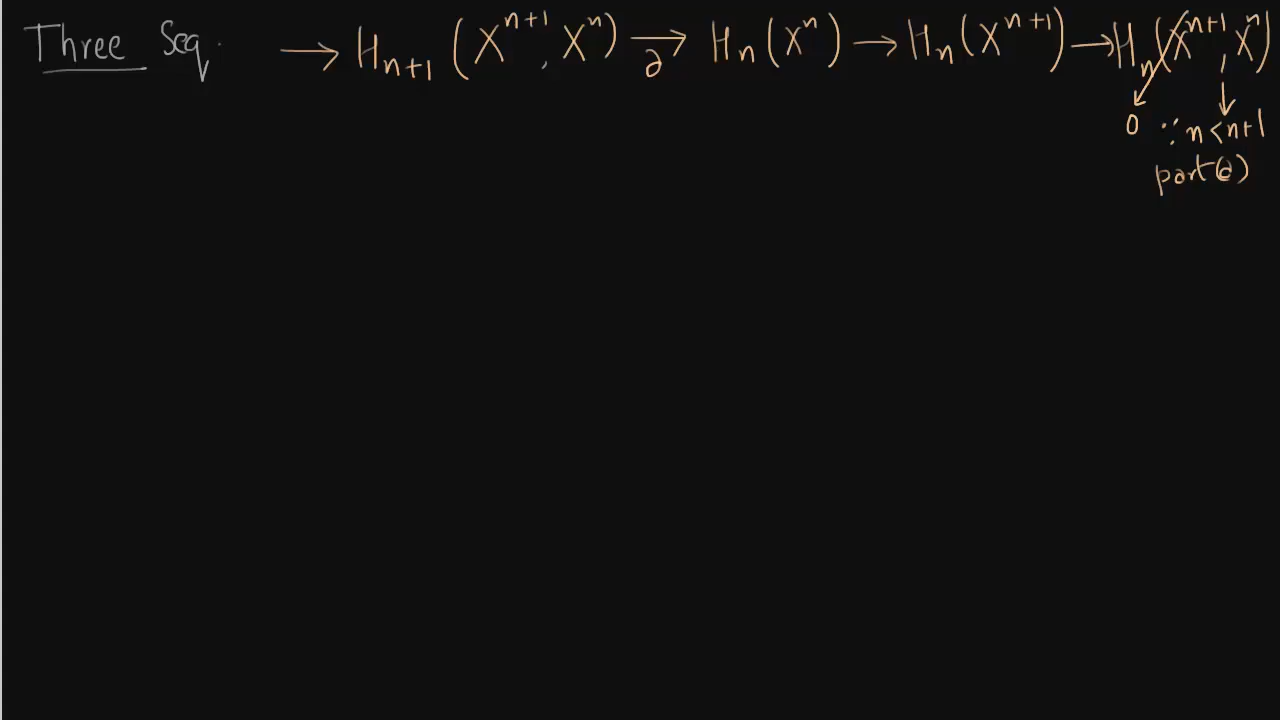 Three Seq. → Hₙ₊₁(Xⁿ⁺¹, Xⁿ) →∂ Hₙ(Xⁿ) → Hₙ(Xⁿ⁺¹) → Hₙ(Xⁿ⁺¹, Xⁿ)
0 ∵ n < n+1
part(a)